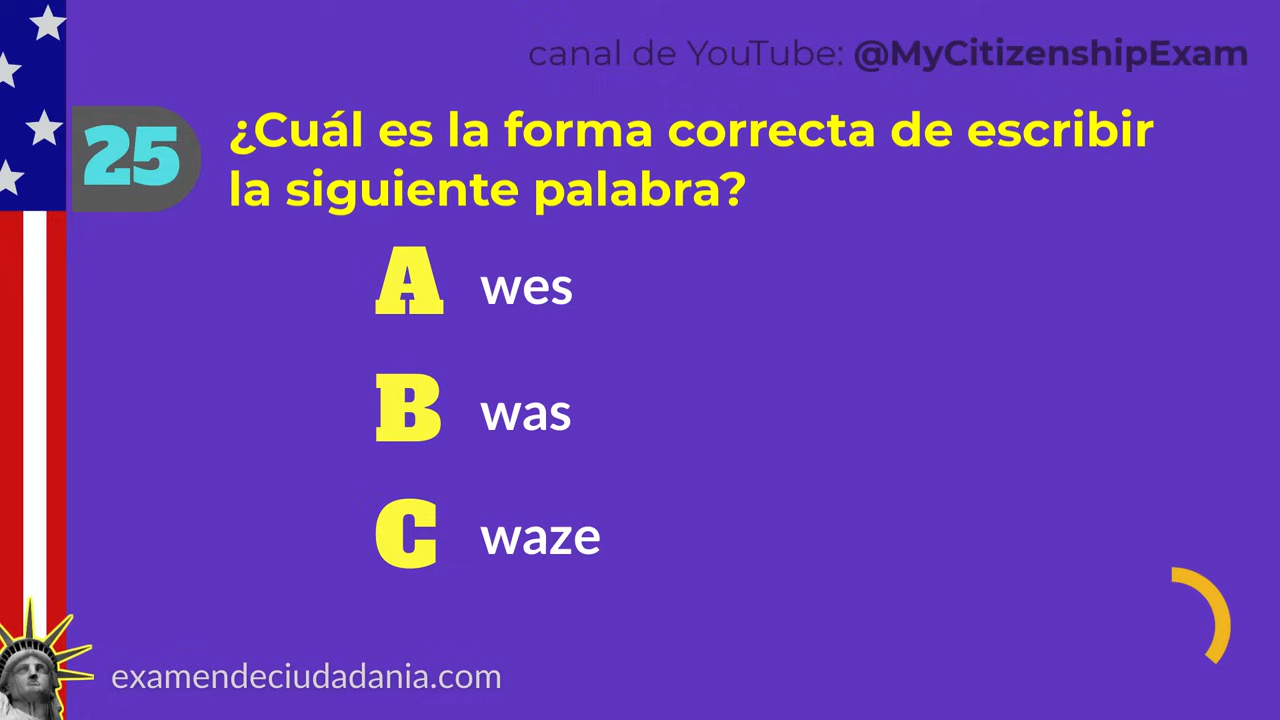 canal de YouTube: @MyCitizenshipExam
25
¿Cuál es la forma correcta de escribir
la siguiente palabra?
A wes
B was
C waze
examendeciudadania.com